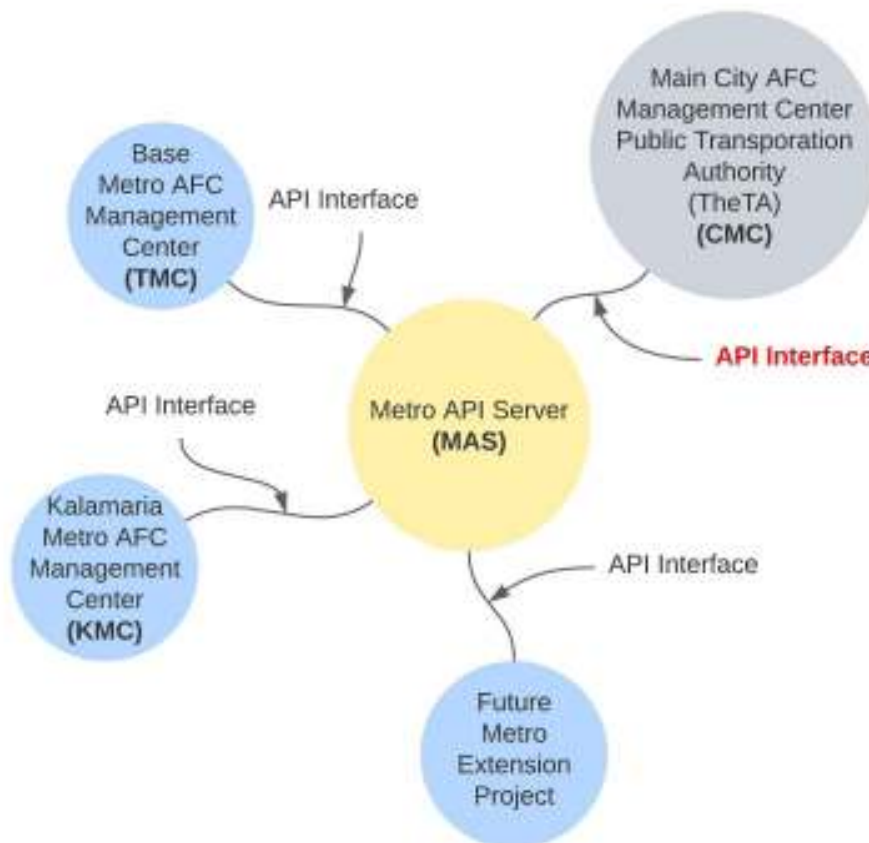 Main City AFC
Management Center
Public Transporation
Authority
(TheTA)
(CMC)
Base
Metro AFC
Management
Center
(TMC)
API Interface
API Interface
Metro API Server
(MAS)
API Interface
Kalamaria
Metro AFC
Management
Center
(KMC)
API Interface
Future
Metro
Extension
Project